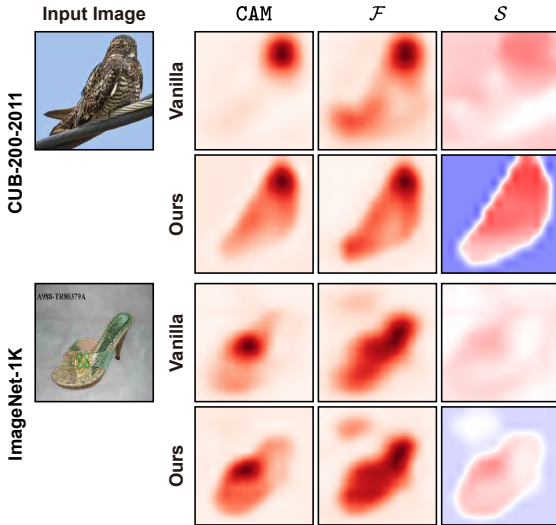 Input Image CAM ℱ 𝒮
CUB-200-2011
Vanilla
Ours
ImageNet-1K
A988-TR80379A
Vanilla
Ours